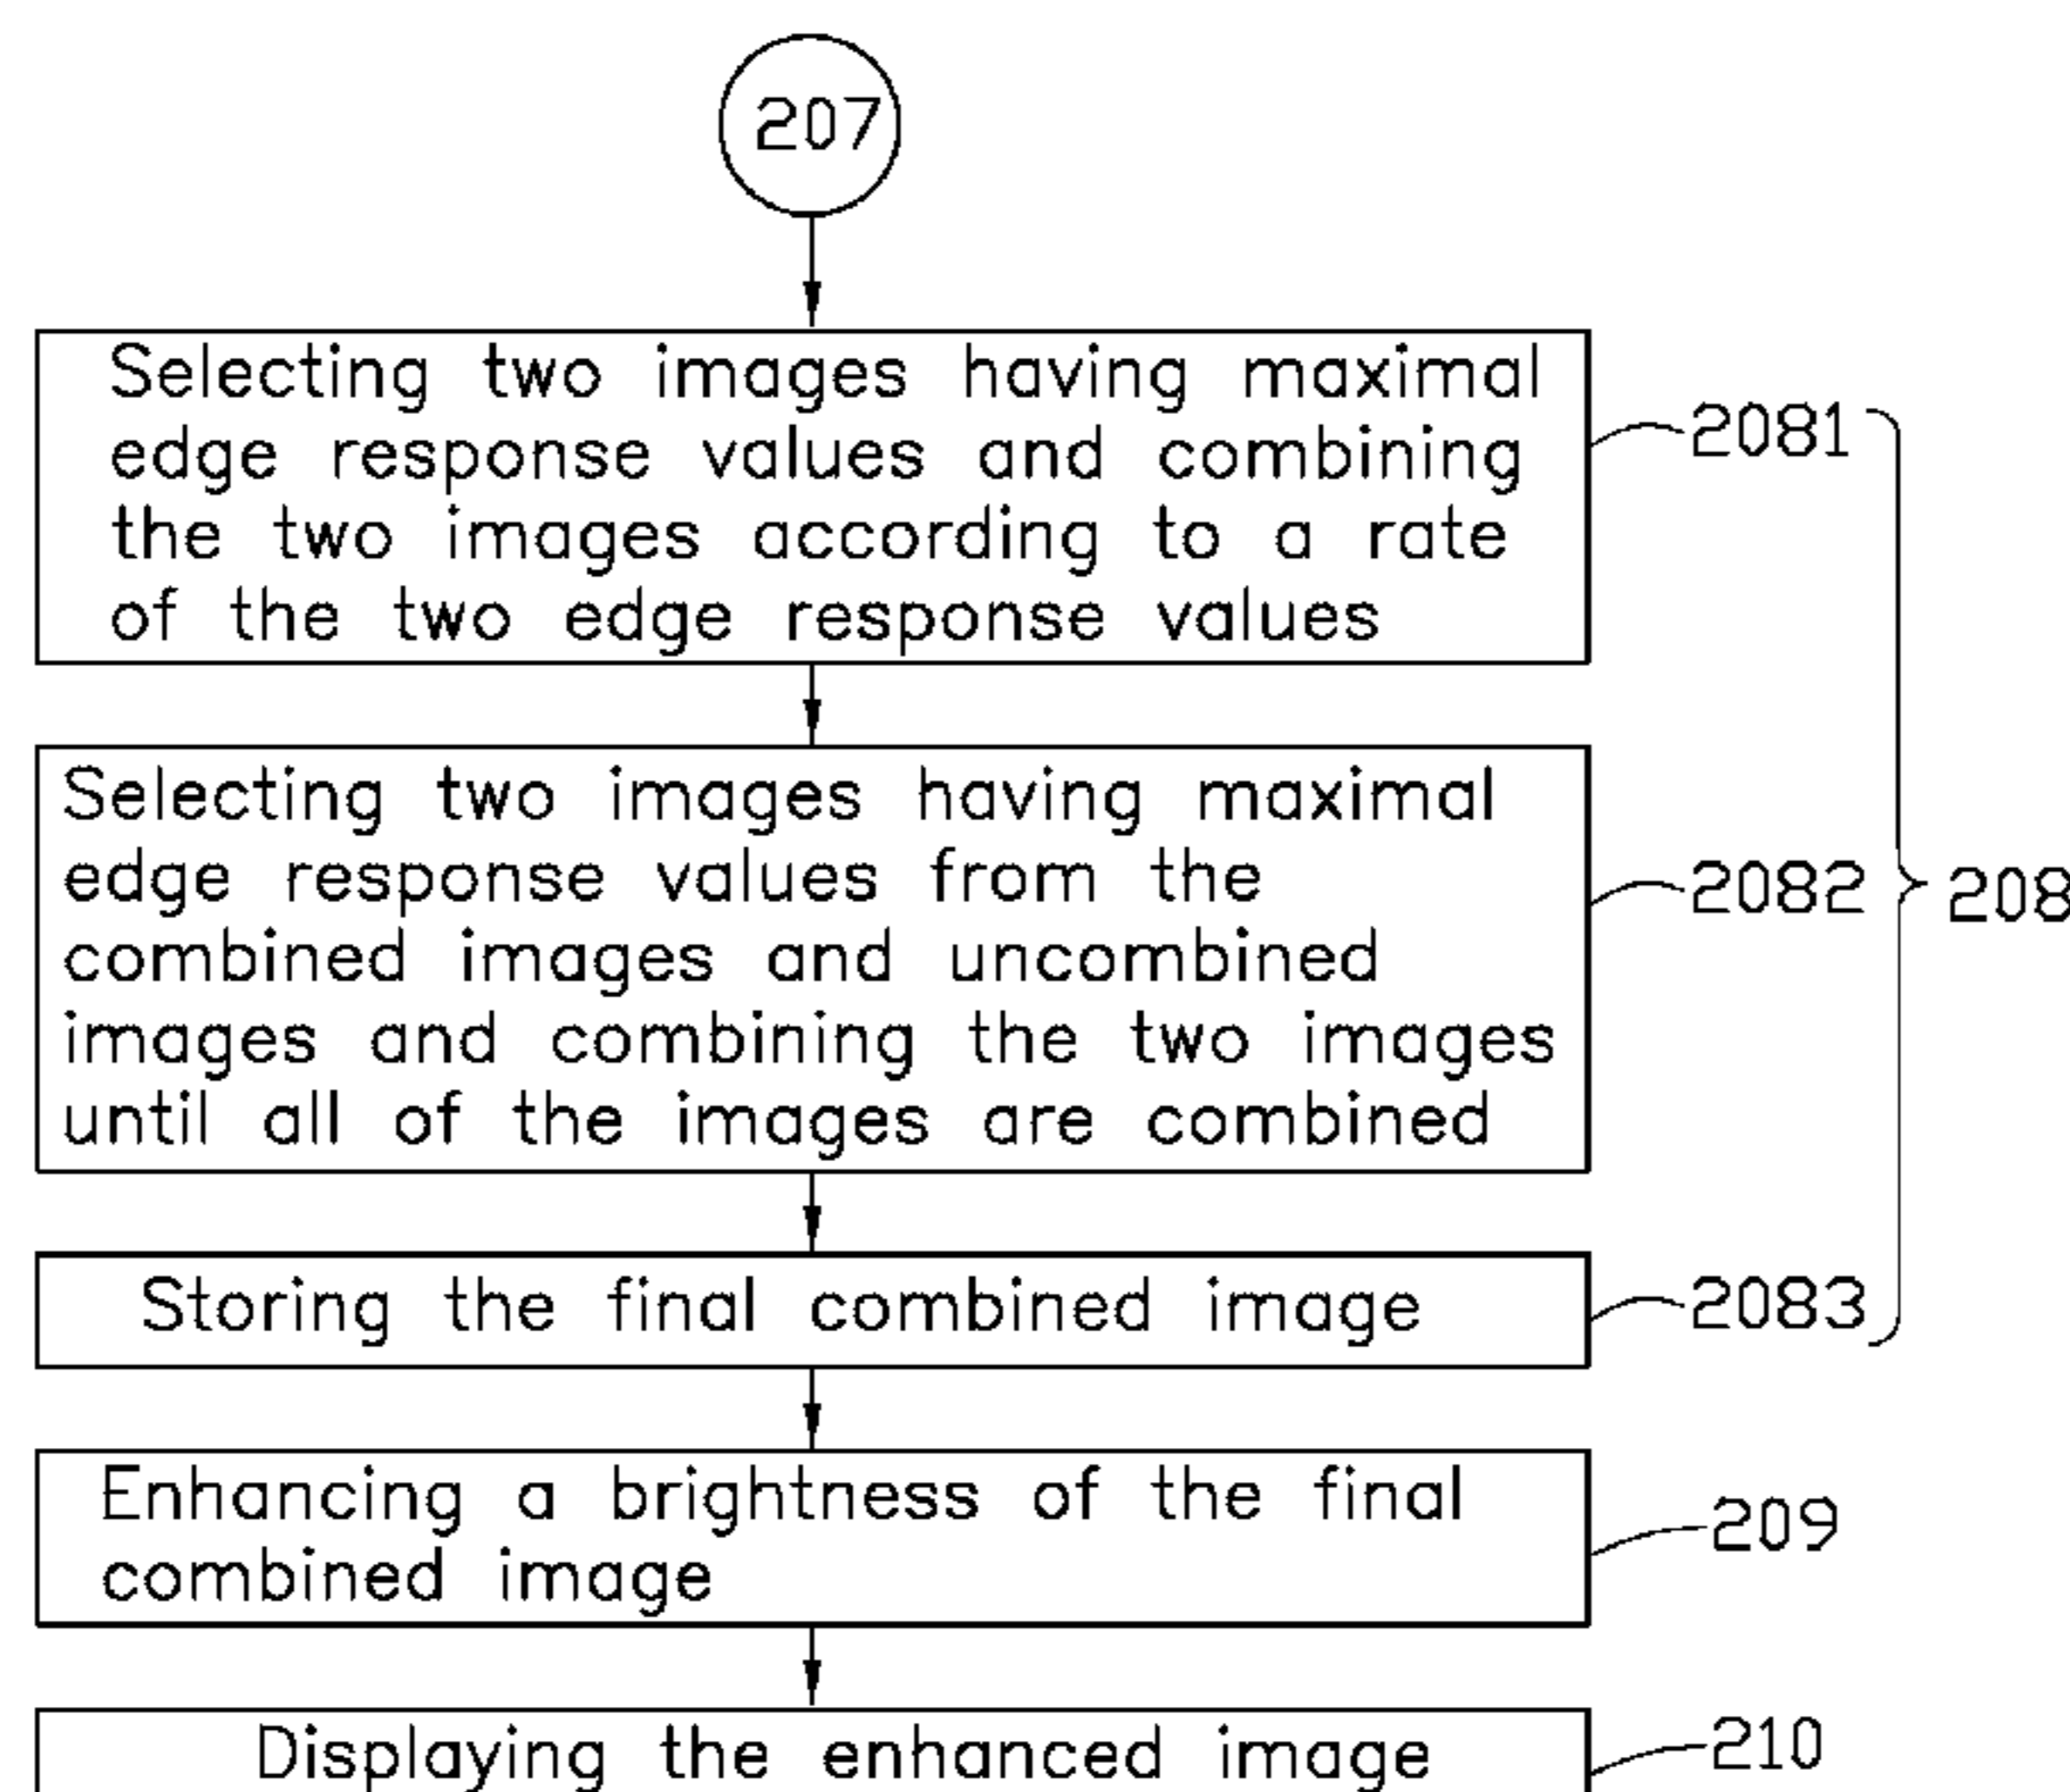 207
Selecting two images having maximal
edge response values and combining
the two images according to a rate
of the two edge response values
2081
Selecting two images having maximal
edge response values from the
combined images and uncombined
images and combining the two images
until all of the images are combined
2082
208
Storing the final combined image
2083
Enhancing a brightness of the final
combined image
209
Displaying the enhanced image
210